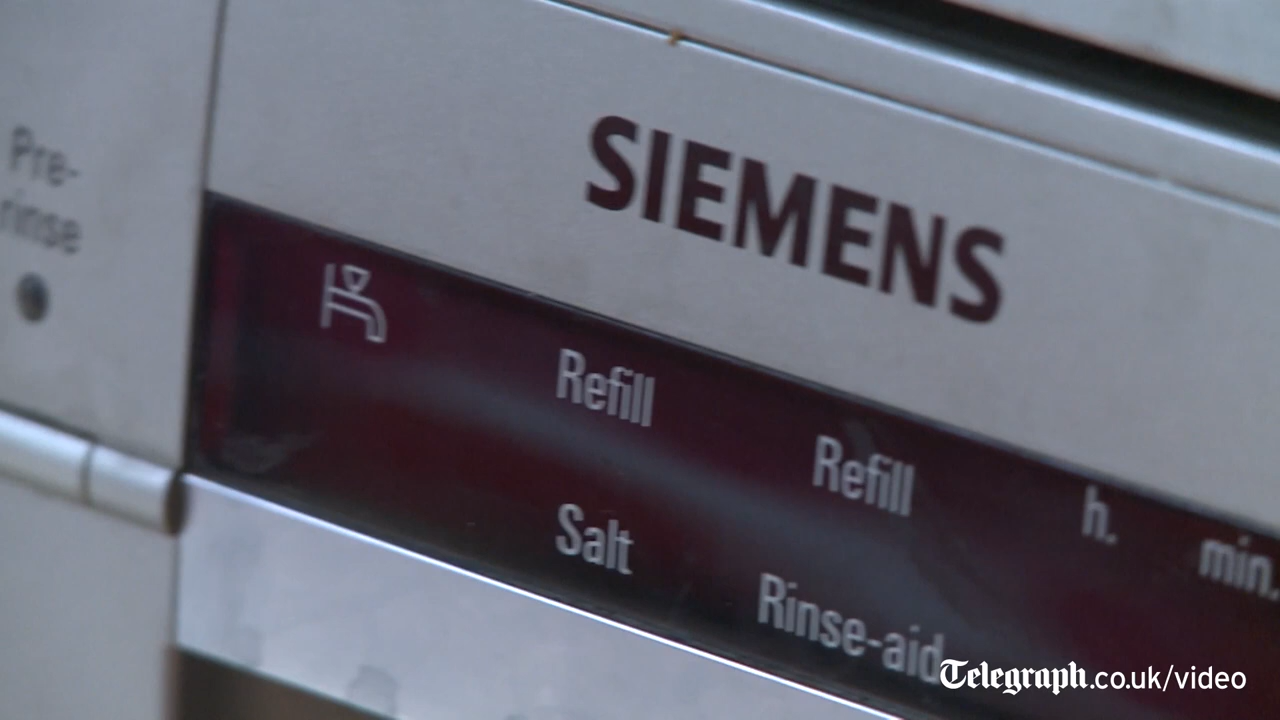 Pre-
rinse
SIEMENS
Refill
Salt
Refill
Rinse-aid
h.
min.
Telegraph.co.uk/video